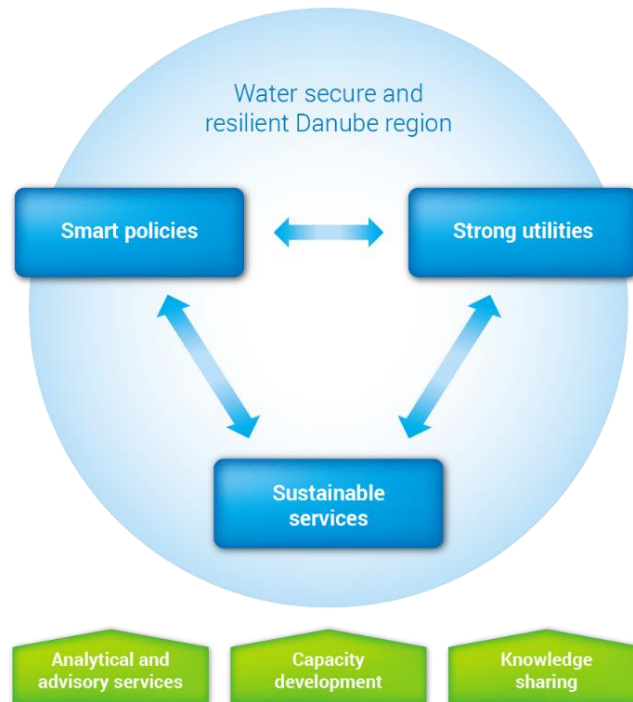 Water secure and
resilient Danube region
Smart policies
Strong utilities
Sustainable
services
Analytical and
advisory services
Capacity
development
Knowledge
sharing